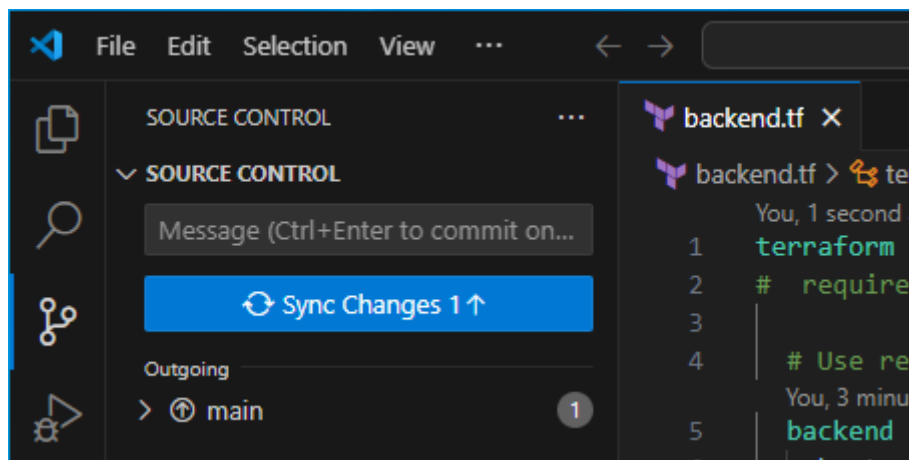 File Edit Selection View ···
SOURCE CONTROL ···
SOURCE CONTROL
Message (Ctrl+Enter to commit on...
Sync Changes 1↑
Outgoing
main 1
backend.tf ×
backend.tf > te
You, 1 second
1 terraform
2 # require
3
4 # Use re
You, 3 minu
5 backend